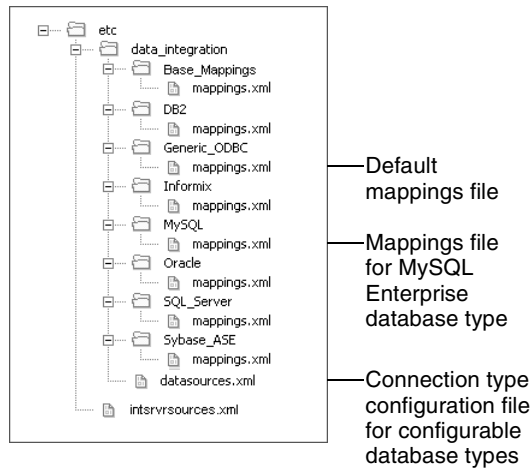 etc
data_integration
Base_Mappings
mappings.xml
DB2
mappings.xml
Generic_ODBC
mappings.xml
Informix
mappings.xml
MySQL
mappings.xml
Oracle
mappings.xml
SQL_Server
mappings.xml
Sybase_ASE
mappings.xml
datasources.xml
intsrvrsources.xml
Default
mappings file
Mappings file
for MySQL
Enterprise
database type
Connection type
configuration file
for configurable
database types